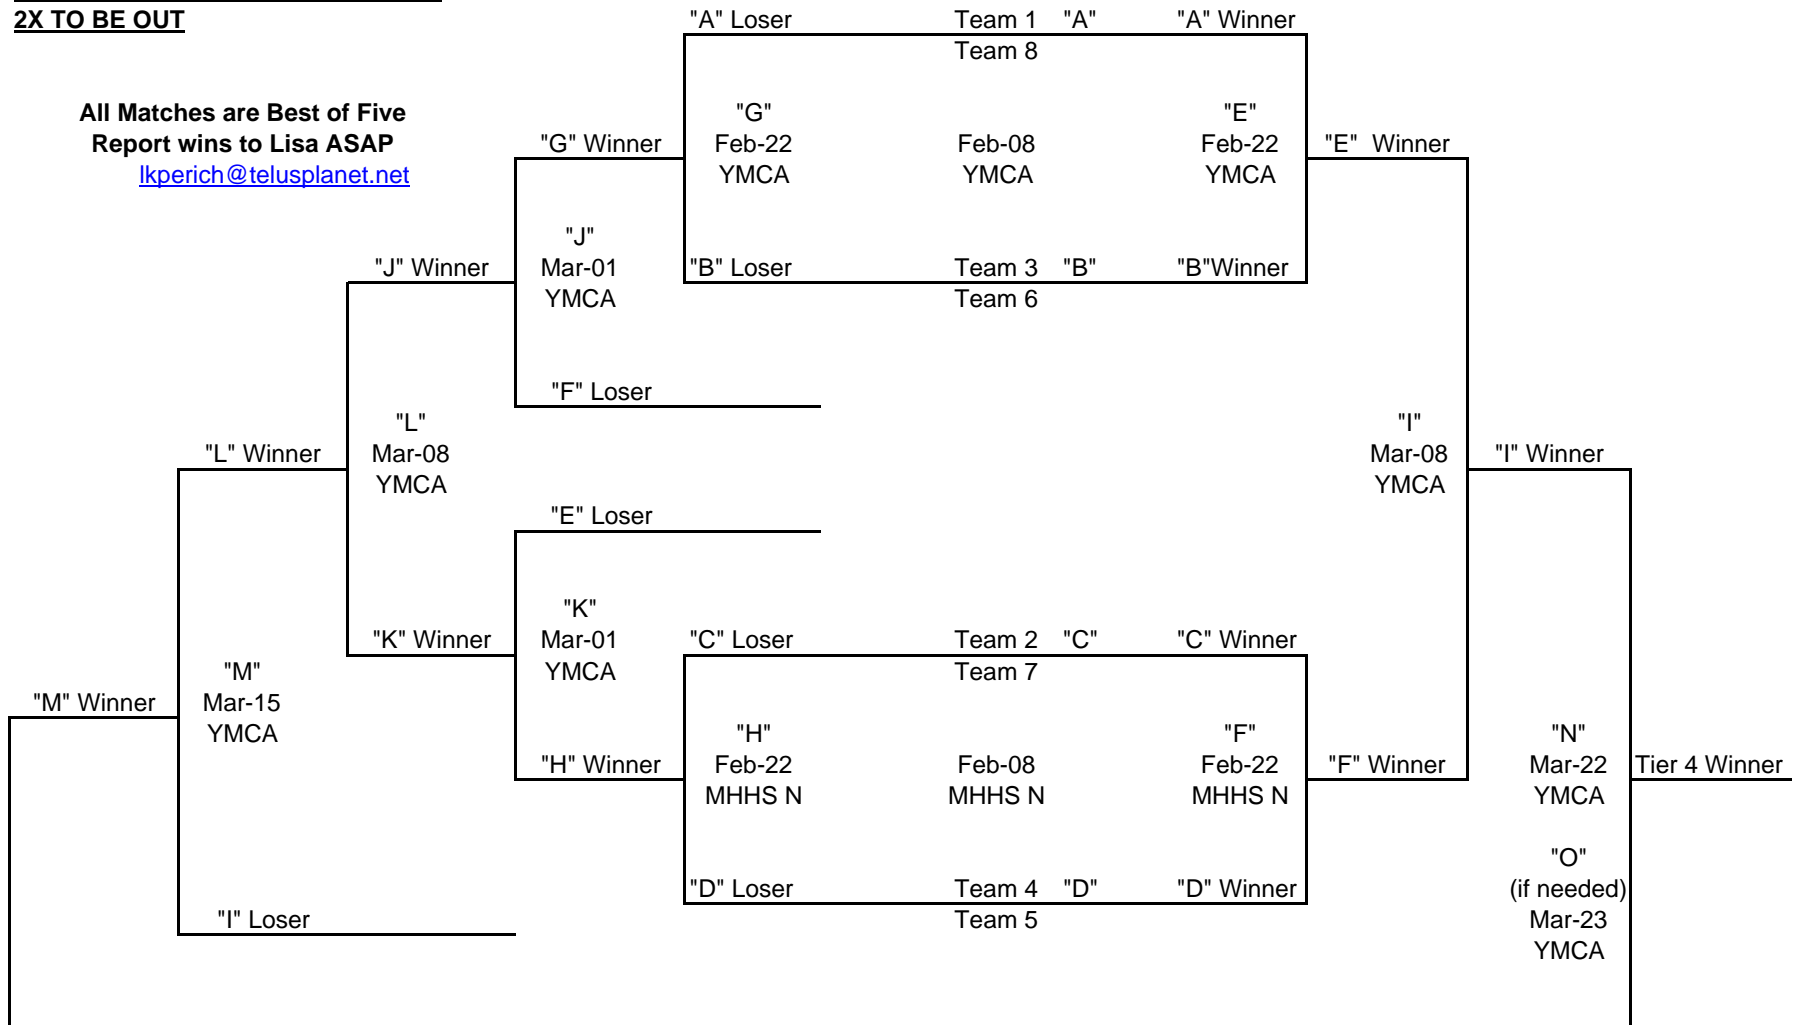 2X TO BE OUT
"A" Loser Team 1 "A" "A" Winner
Team 8
All Matches are Best of Five "G" "E"
Report wins to Lisa ASAP "G" Winner Feb-22 Feb-08 Feb-22 "E" Winner
lkperich@telusplanet.net YMCA YMCA YMCA
"J"
"J" Winner Mar-01 "B" Loser Team 3 "B" "B"Winner
YMCA Team 6
"F" Loser
"L" "I"
"L" Winner Mar-08 Mar-08 "I" Winner
YMCA YMCA
"E" Loser
"K"
"K" Winner Mar-01 "C" Loser Team 2 "C" "C" Winner
"M" YMCA Team 7
"M" Winner Mar-15
YMCA "H" "F" "N"
"H" Winner Feb-22 Feb-08 Feb-22 "F" Winner Mar-22 Tier 4 Winner
MHHS N MHHS N MHHS N YMCA
"O"
"D" Loser Team 4 "D" "D" Winner (if needed)
"I" Loser Team 5 Mar-23
YMCA